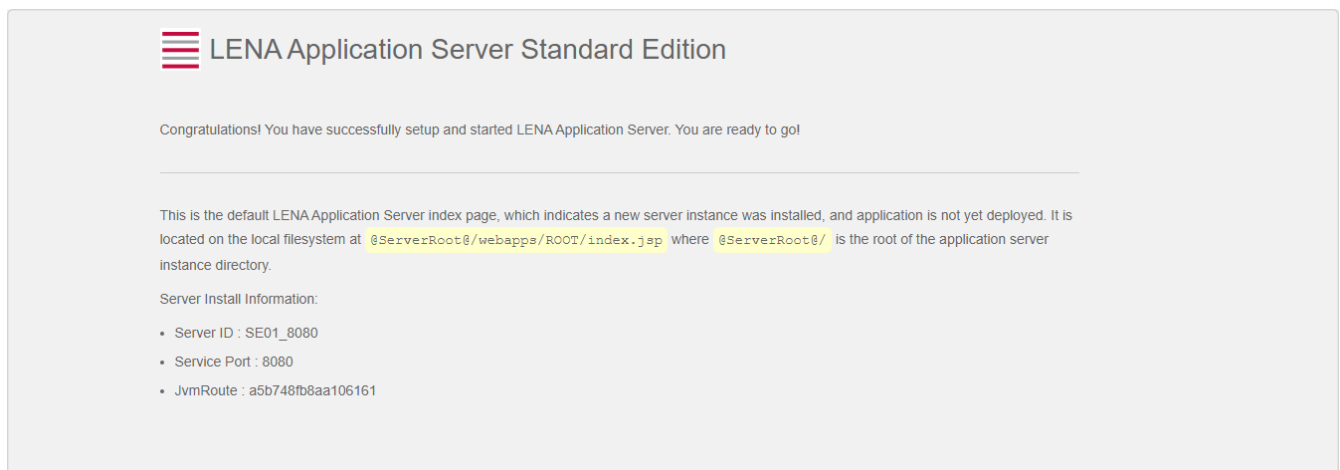 LENA Application Server Standard Edition
Congratulations! You have successfully setup and started LENA Application Server. You are ready to go!
This is the default LENA Application Server index page, which indicates a new server instance was installed, and application is not yet deployed. It is
located on the local filesystem at @ServerRoot@/webapps/ROOT/index.jsp where @ServerRoot@/ is the root of the application server
instance directory.
Server Install Information:
• Server ID : SE01_8080
• Service Port : 8080
• JvmRoute : a5b748fb8aa106161